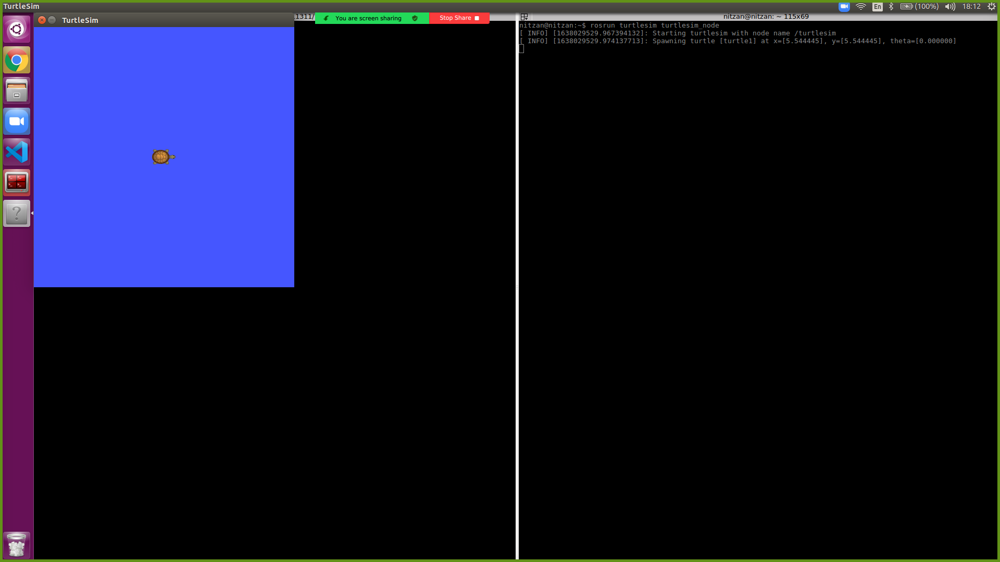 TurtleSim
En
(100%)
18:12
TurtleSim
.1311/
You are screen sharing
Stop Share
nitzan@nitzan: ~ 115x69
nitzan@nitzan:~$ rosrun turtlesim turtlesim_node
[ INFO] [1638029529.967394132]: Starting turtlesim with node name /turtlesim
[ INFO] [1638029529.974137713]: Spawning turtle [turtle1] at x=[5.544445], y=[5.544445], theta=[0.000000]
>_ >_
>_ >_
?